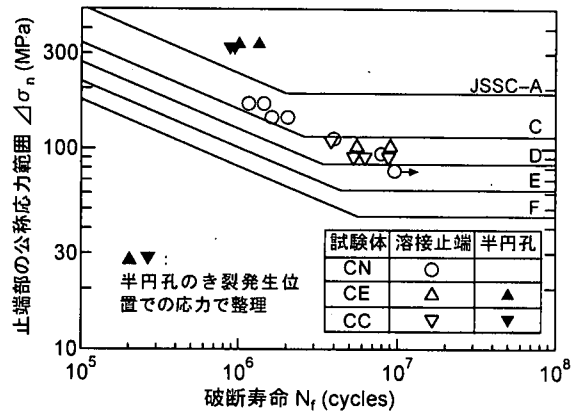 止端部の公称応力範囲 ⊿σn (MPa)
300
100
30
10
JSSC-A
C
D
E
F
▲▼:
半円孔のき裂発生位
置での応力で整理
試験体 溶接止端 半円孔
CN ○
CE △ ▲
CC ▽ ▼
10^5 10^6 10^7 10^8
破断寿命 Nf (cycles)